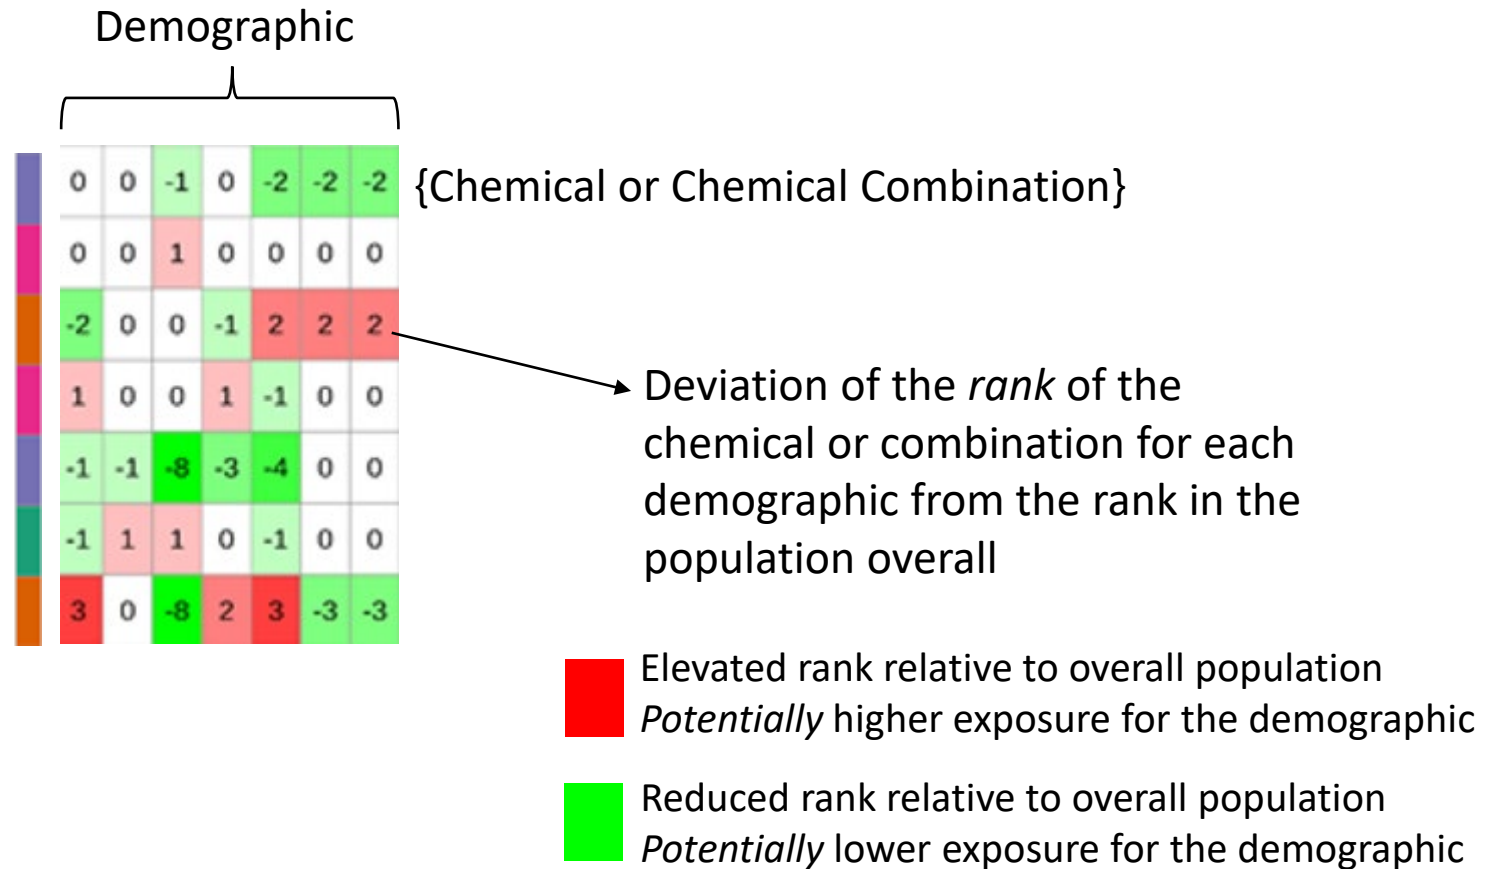 Demographic
0 0 -1 0 -2 -2 -2 {Chemical or Chemical Combination}
0 0 1 0 0 0 0
-2 0 0 -1 2 2 2
1 0 0 1 -1 0 0
-1 -1 -8 -3 -4 0 0
-1 1 1 0 -1 0 0
3 0 -8 2 3 -3 -3
Deviation of the rank of the
chemical or combination for each
demographic from the rank in the
population overall
Elevated rank relative to overall population
Potentially higher exposure for the demographic
Reduced rank relative to overall population
Potentially lower exposure for the demographic